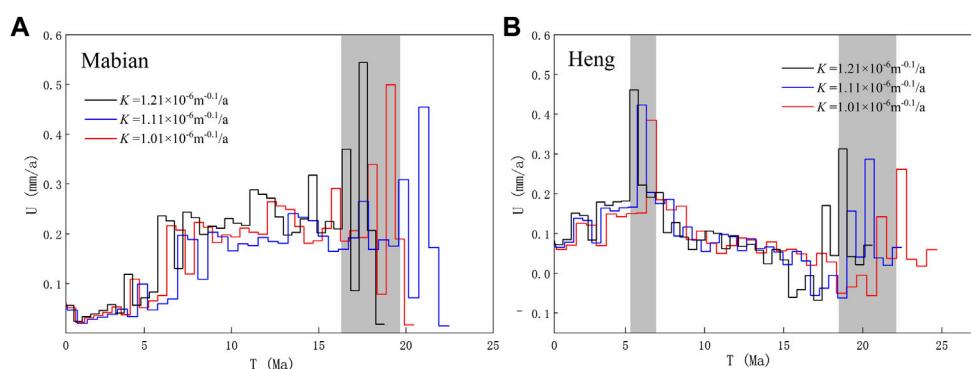 A
Mabian
K=1.21×10⁻⁶m⁻⁰·¹/a
K=1.11×10⁻⁶m⁻⁰·¹/a
K=1.01×10⁻⁶m⁻⁰·¹/a
U (mm/a)
0.6
0.5
0.4
0.3
0.2
0.1
0 5 10 15 20 25
T (Ma)
B
Heng
K=1.21×10⁻⁶m⁻⁰·¹/a
K=1.11×10⁻⁶m⁻⁰·¹/a
K=1.01×10⁻⁶m⁻⁰·¹/a
U (mm/a)
0.6
0.5
0.4
0.3
0.2
0.1
0.0
- 0.1
0 5 10 15 20 25
T (Ma)